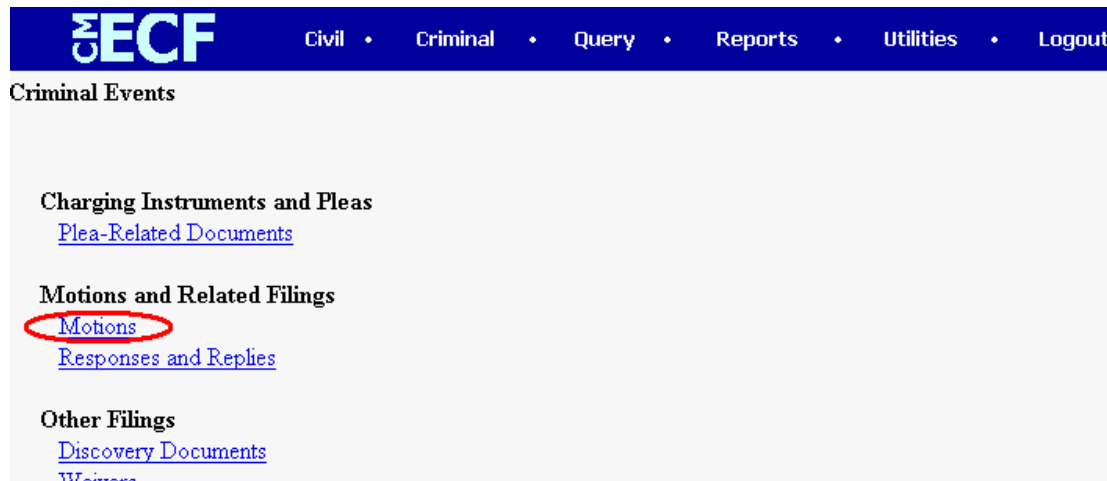 CM ECF Civil • Criminal • Query • Reports • Utilities • Logout
Criminal Events
Charging Instruments and Pleas
Plea-Related Documents
Motions and Related Filings
Motions
Responses and Replies
Other Filings
Discovery Documents
Waivers